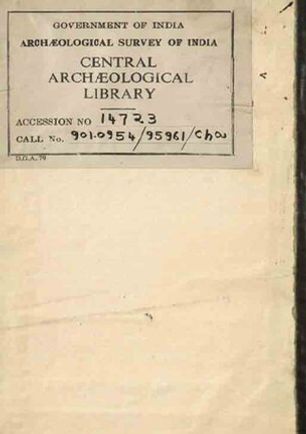 GOVERNMENT OF INDIA
ARCHÆOLOGICAL SURVEY OF INDIA
CENTRAL
ARCHÆOLOGICAL
LIBRARY
ACCESSION NO 14723
CALL No. 901.0954/95961/Cha
D.G.A. 79